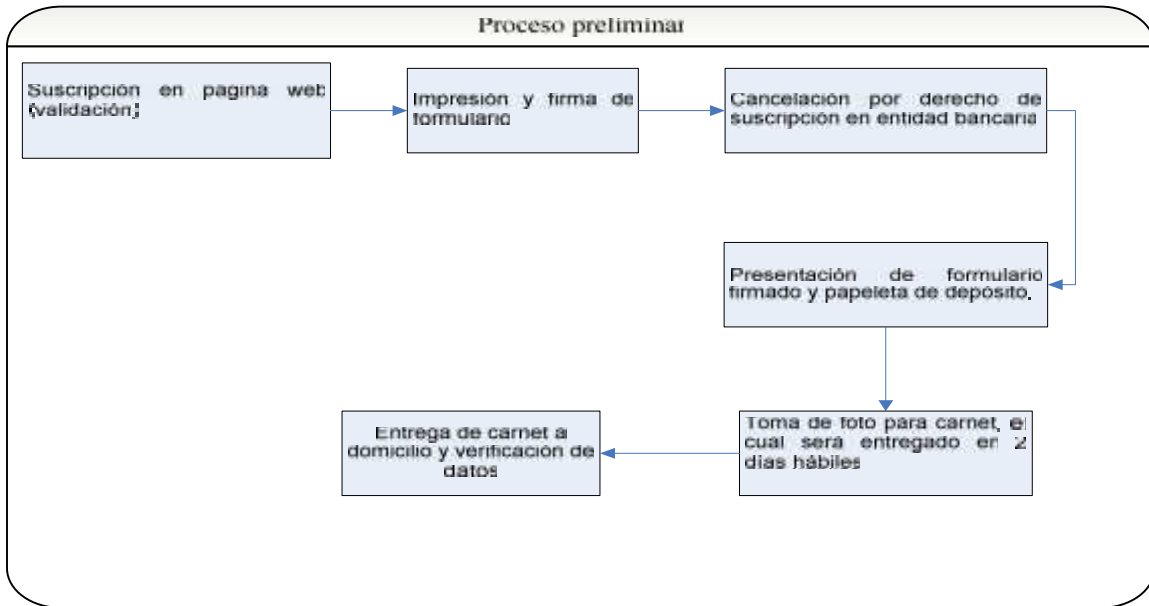 Proceso preliminar
Suscripción en pagina web
(validación)
Impresión y firma de
formulario
Cancelación por derecho de
suscripción en entidad bancaria
Presentación de formulario
firmado y papeleta de depósito.
Toma de foto para carnet, el
cual será entregado en 2
días hábiles
Entrega de carnet a
domicilio y verificación de
datos